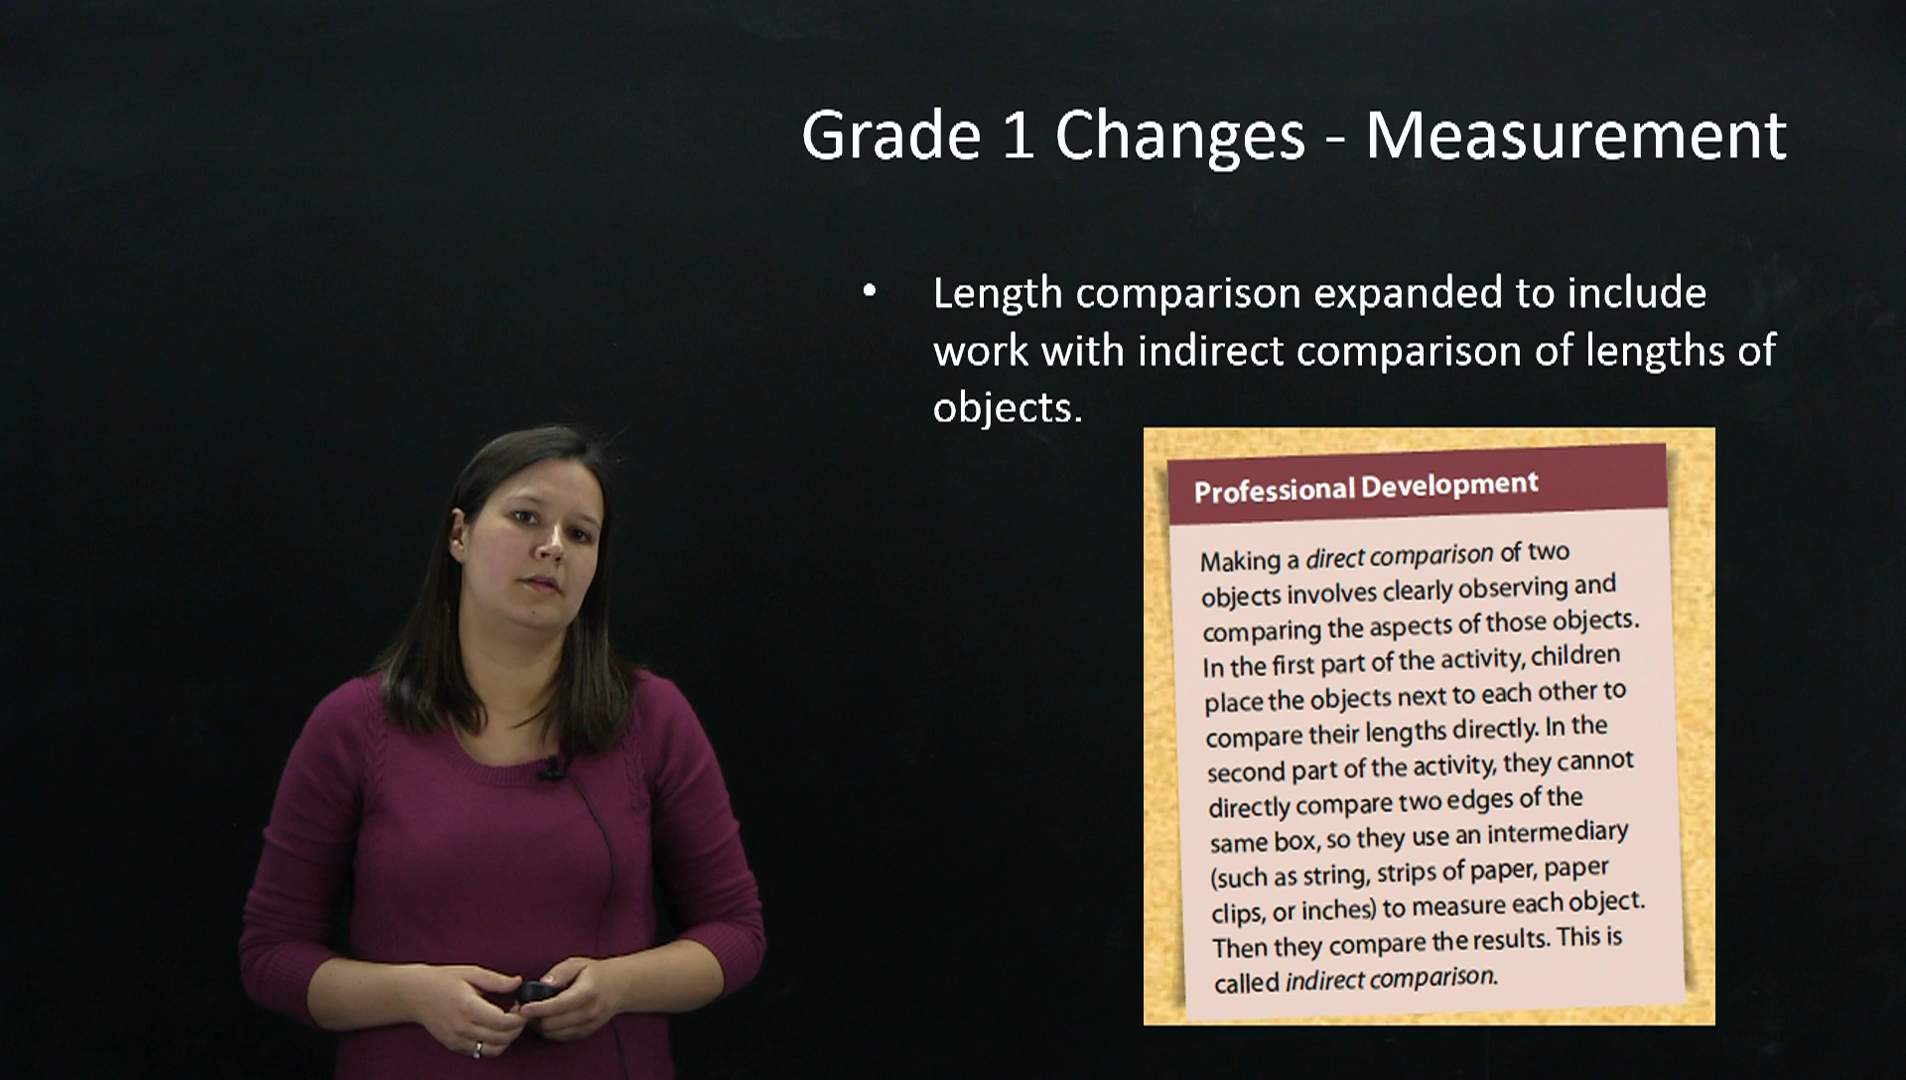 Grade 1 Changes - Measurement
• Length comparison expanded to include
work with indirect comparison of lengths of
objects.
Professional Development
Making a direct comparison of two
objects involves clearly observing and
comparing the aspects of those objects.
In the first part of the activity, children
place the objects next to each other to
compare their lengths directly. In the
second part of the activity, they cannot
directly compare two edges of the
same box, so they use an intermediary
(such as string, strips of paper, paper
clips, or inches) to measure each object.
Then they compare the results. This is
called indirect comparison.